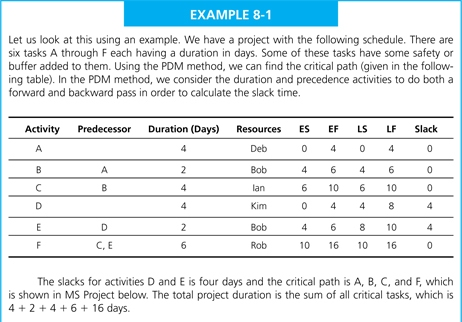 EXAMPLE 8-1
Let us look at this using an example. We have a project with the following schedule. There are
six tasks A through F each having a duration in days. Some of these tasks have some safety or
buffer added to them. Using the PDM method, we can find the critical path (given in the follow-
ing table). In the PDM method, we consider the duration and precedence activities to do both a
forward and backward pass in order to calculate the slack time.
Activity Predecessor Duration (Days) Resources ES EF LS LF Slack
A 4 Deb 0 4 0 4 0
B A 2 Bob 4 6 4 6 0
C B 4 Ian 6 10 6 10 0
D 4 Kim 0 4 4 8 4
E D 2 Bob 4 6 8 10 4
F C, E 6 Rob 10 16 10 16 0
The slacks for activities D and E is four days and the critical path is A, B, C, and F, which
is shown in MS Project below. The total project duration is the sum of all critical tasks, which is
4 + 2 + 4 + 6 + 16 days.